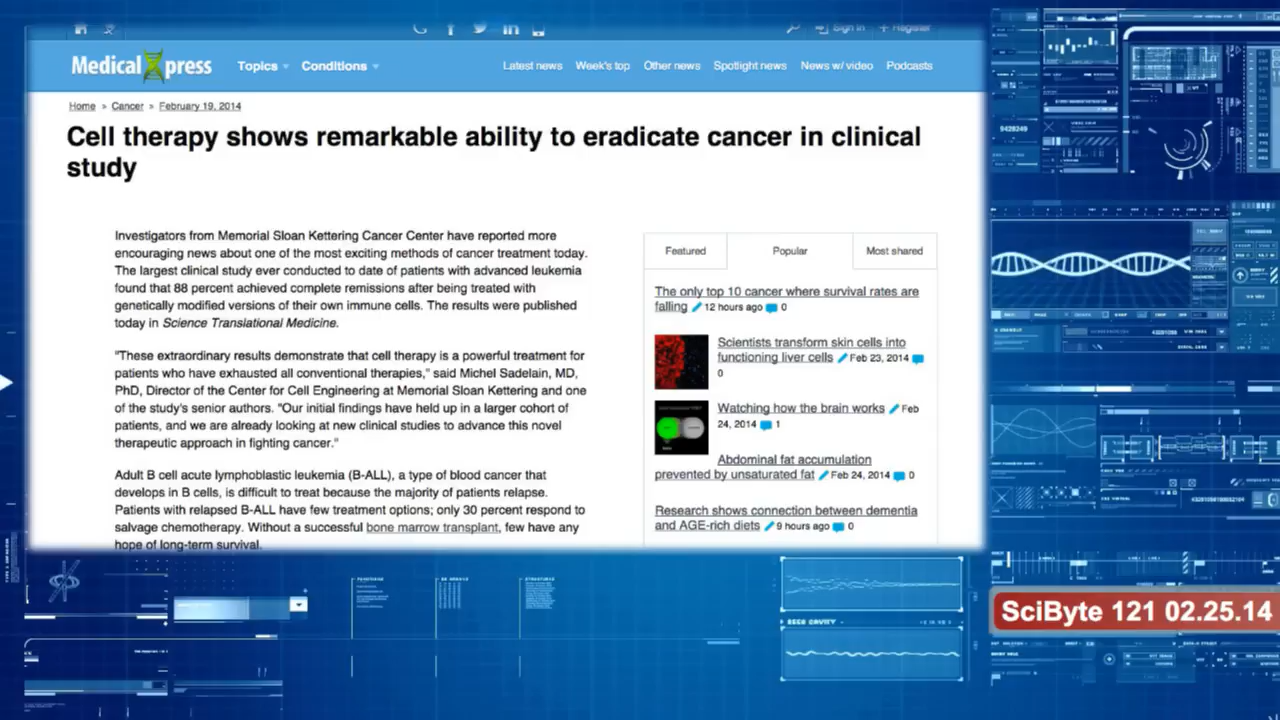 Sign in
Register
Medical Xpress
Topics
Conditions
Latest news
Week's top
Other news
Spotlight news
News w/ video
Podcasts
Home » Cancer » February 19, 2014
Cell therapy shows remarkable ability to eradicate cancer in clinical
study
Investigators from Memorial Sloan Kettering Cancer Center have reported more
encouraging news about one of the most exciting methods of cancer treatment today.
The largest clinical study ever conducted to date of patients with advanced leukemia
found that 88 percent achieved complete remissions after being treated with
genetically modified versions of their own immune cells. The results were published
today in Science Translational Medicine.
"These extraordinary results demonstrate that cell therapy is a powerful treatment for
patients who have exhausted all conventional therapies," said Michel Sadelain, MD,
PhD, Director of the Center for Cell Engineering at Memorial Sloan Kettering and one
of the study's senior authors. "Our initial findings have held up in a larger cohort of
patients, and we are already looking at new clinical studies to advance this novel
therapeutic approach in fighting cancer."
Adult B cell acute lymphoblastic leukemia (B-ALL), a type of blood cancer that
develops in B cells, is difficult to treat because the majority of patients relapse.
Patients with relapsed B-ALL have few treatment options; only 30 percent respond to
salvage chemotherapy. Without a successful bone marrow transplant, few have any
hope of long-term survival.
Featured
Popular
Most shared
The only top 10 cancer where survival rates are
falling 12 hours ago 0
Scientists transform skin cells into
functioning liver cells Feb 23, 2014
0
Watching how the brain works Feb
24, 2014 1
Abdominal fat accumulation
prevented by unsaturated fat Feb 24, 2014 0
Research shows connection between dementia
and AGE-rich diets 9 hours ago 0
9420249
SciByte 121 02.25.14